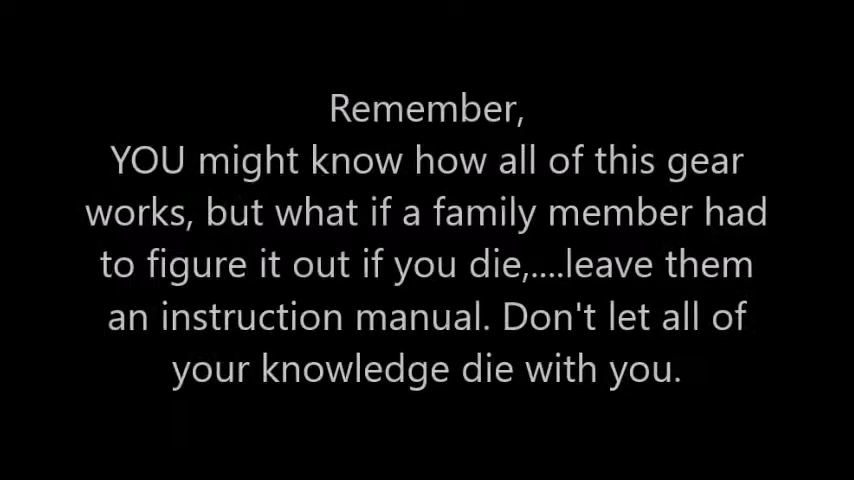 Remember,
YOU might know how all of this gear
works, but what if a family member had
to figure it out if you die,....leave them
an instruction manual. Don't let all of
your knowledge die with you.